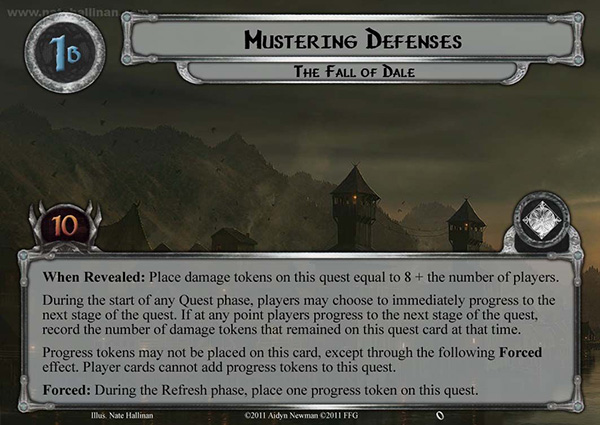 www.natehallinan.com
1B
Mustering Defenses
The Fall of Dale
10
When Revealed: Place damage tokens on this quest equal to 8 + the number of players.
During the start of any Quest phase, players may choose to immediately progress to the
next stage of the quest. If at any point players progress to the next stage of the quest,
record the number of damage tokens that remained on this quest card at that time.
Progress tokens may not be placed on this card, except through the following Forced
effect. Player cards cannot add progress tokens to this quest.
Forced: During the Refresh phase, place one progress token on this quest.
Illus. Nate Hallinan
©2011 Aidyn Newman ©2011 FFG
0